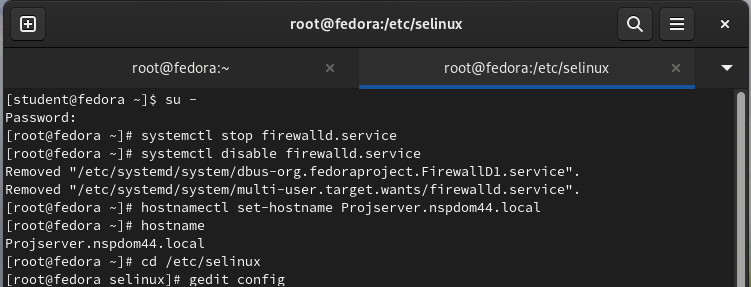 root@fedora:/etc/selinux
root@fedora:~
root@fedora:/etc/selinux
[student@fedora ~]$ su -
Password:
[root@fedora ~]# systemctl stop firewalld.service
[root@fedora ~]# systemctl disable firewalld.service
Removed "/etc/systemd/system/dbus-org.fedoraproject.FirewallD1.service".
Removed "/etc/systemd/system/multi-user.target.wants/firewalld.service".
[root@fedora ~]# hostnamectl set-hostname Projserver.nspdom44.local
[root@fedora ~]# hostname
Projserver.nspdom44.local
[root@fedora ~]# cd /etc/selinux
[root@fedora selinux]# gedit config